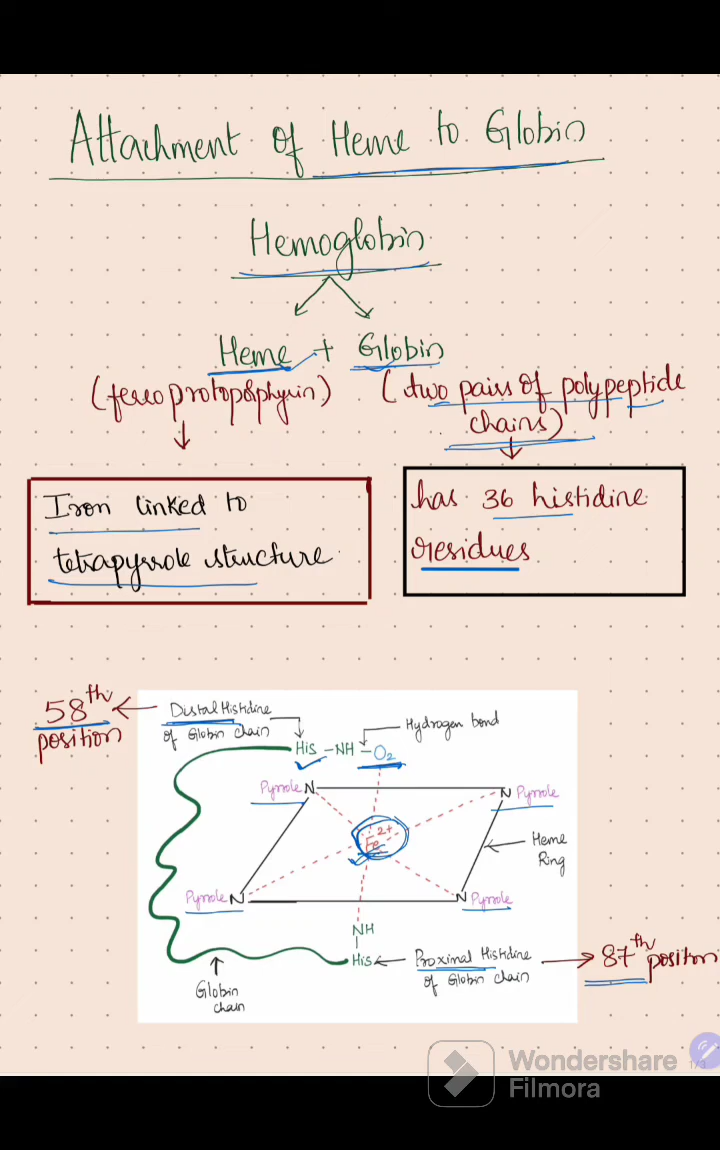 Attachment of Heme to Globin
Hemoglobin
Heme + Globin
(ferroprotoporphyrin) (two pairs of polypeptide
chains)
Iron linked to
tetrapyrrole structure.
has 36 histidine
residues
58th
position
Distal Histidine
of Globin chain
Hydrogen bond
His - NH - O2
Pyrrole N
N Pyrrole
Fe2+
Heme
Ring
Pyrrole N
N Pyrrole
NH
His
Proximal Histidine
of Globin chain
87th position
Globin
chain
1/3
Wondershare
Filmora